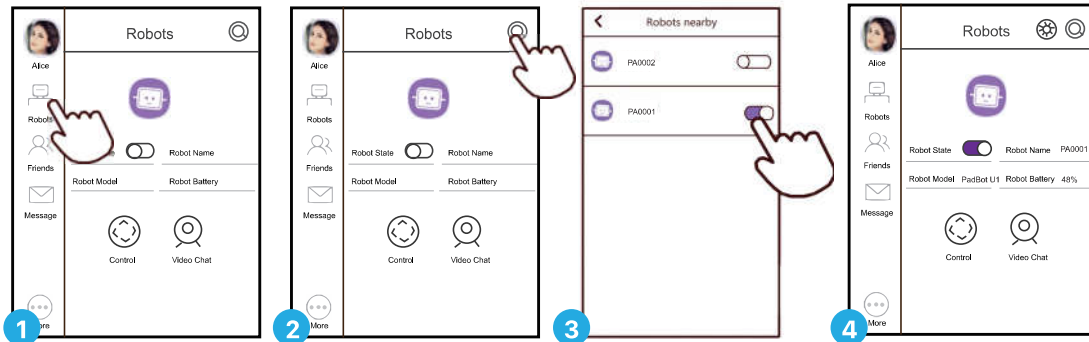 Robots
Alice
Robots
Friends
Robot Model
Robot Battery
Message
Control
Video Chat
1
Robots
Alice
Robots
Robot State
Robot Name
Friends
Robot Model
Robot Battery
Message
Control
Video Chat
More
2
Robots nearby
PA0002
PA0001
3
Robots
Alice
Robots
Robot State
Robot Name PA0001
Friends
Robot Model PadBot U1
Robot Battery 48%
Message
Control
Video Chat
More
4